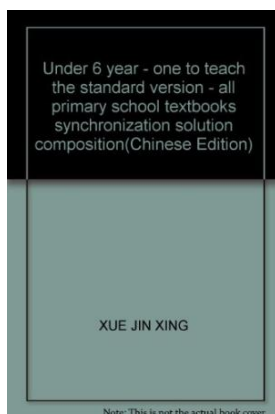 Under 6 year - one to teach
the standard version - all
primary school textbooks
synchronization solution
composition(Chinese Edition)
XUE JIN XING
Note: This is not the actual book cover